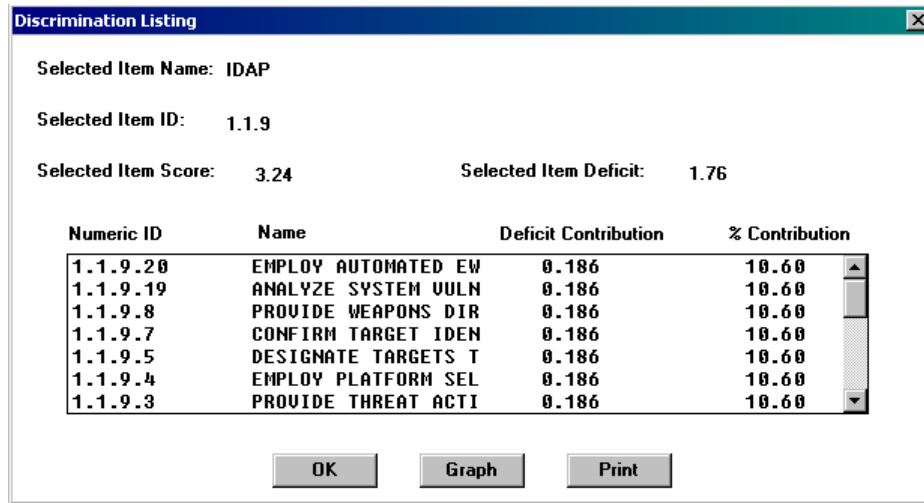 Discrimination Listing
Selected Item Name: IDAP
Selected Item ID: 1.1.9
Selected Item Score: 3.24 Selected Item Deficit: 1.76
Numeric ID Name Deficit Contribution % Contribution
1.1.9.20 EMPLOY AUTOMATED EW 0.186 10.60
1.1.9.19 ANALYZE SYSTEM VULN 0.186 10.60
1.1.9.8 PROVIDE WEAPONS DIR 0.186 10.60
1.1.9.7 CONFIRM TARGET IDEN 0.186 10.60
1.1.9.5 DESIGNATE TARGETS T 0.186 10.60
1.1.9.4 EMPLOY PLATFORM SEL 0.186 10.60
1.1.9.3 PROVIDE THREAT ACTI 0.186 10.60
OK Graph Print